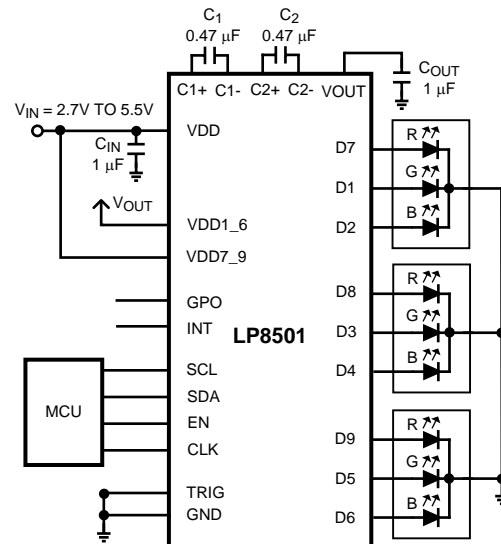 C1
0.47 μF
C2
0.47 μF
C1+ C1- C2+ C2- VOUT
COUT
1 μF
VIN = 2.7V TO 5.5V
CIN
1 μF
VDD
VOUT
VDD1_6
VDD7_9
GPO
INT
LP8501
MCU
SCL
SDA
EN
CLK
TRIG
GND
D7
R
D1
G
D2
B
D8
R
D3
G
D4
B
D9
R
D5
G
D6
B